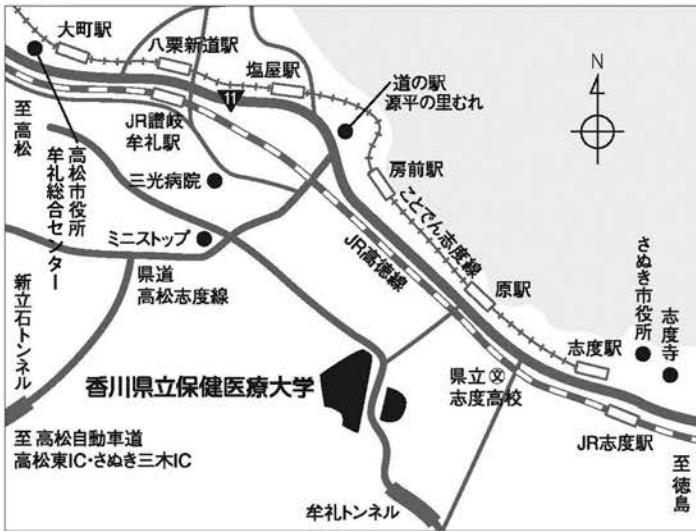 大町駅
八栗新道駅
塩屋駅
道の駅
源平の里むれ
N
11
JR讃岐
牟礼駅
至高松
高松市役所
牟礼総合センター
三光病院
房前駅
ことでん志度線
JR高徳線
ミニストップ
県道
高松志度線
新立石トンネル
原駅
さぬき市役所
志度寺
志度駅
県立文
志度高校
香川県立保健医療大学
JR志度駅
至高松自動車道
高松東IC・さぬき三木IC
至徳島
牟礼トンネル